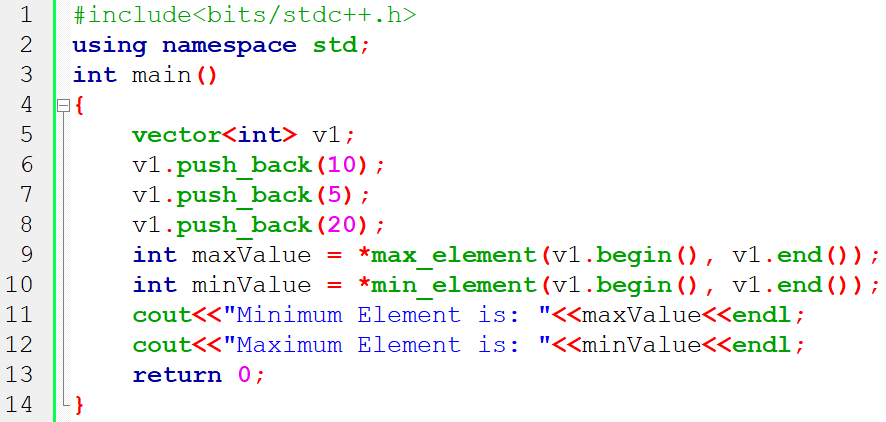 1 #include<bits/stdc++.h>
2 using namespace std;
3 int main()
4 {
5 vector<int> v1;
6 v1.push_back(10);
7 v1.push_back(5);
8 v1.push_back(20);
9 int maxValue = *max_element(v1.begin(), v1.end());
10 int minValue = *min_element(v1.begin(), v1.end());
11 cout<<"Minimum Element is: "<<maxValue<<endl;
12 cout<<"Maximum Element is: "<<minValue<<endl;
13 return 0;
14 }